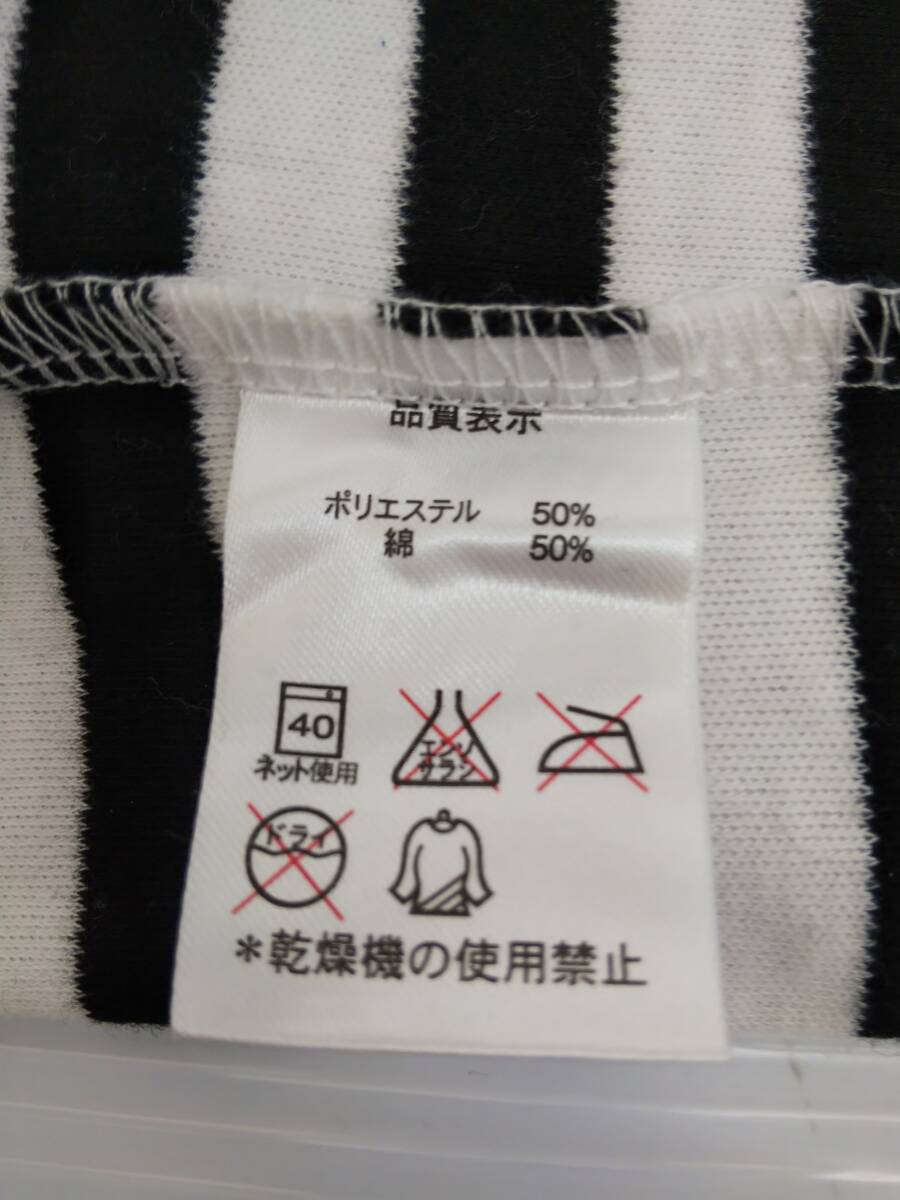 品質表示
ポリエステル 50%
綿 50%
40
ネット使用
エンソ
サラシ
ドライ
*乾燥機の使用禁止